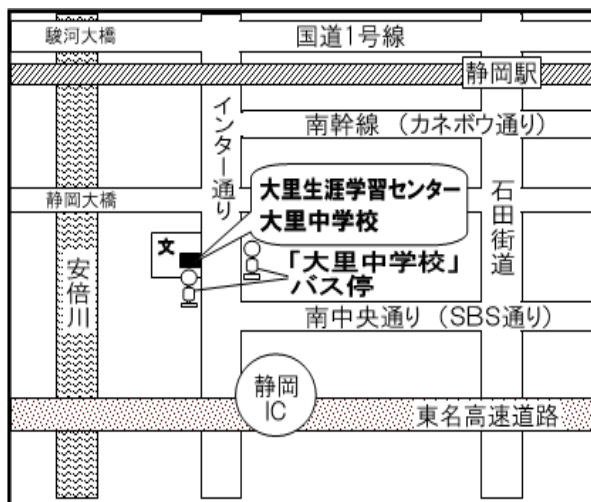 駿河大橋
国道1号線
静岡駅
インター通り
南幹線 (カネボウ通り)
大里生涯学習センター
大里中学校
静岡大橋
石田街道
文
「大里中学校」
バス停
安倍川
南中央通り (SBS通り)
静岡
IC
東名高速道路